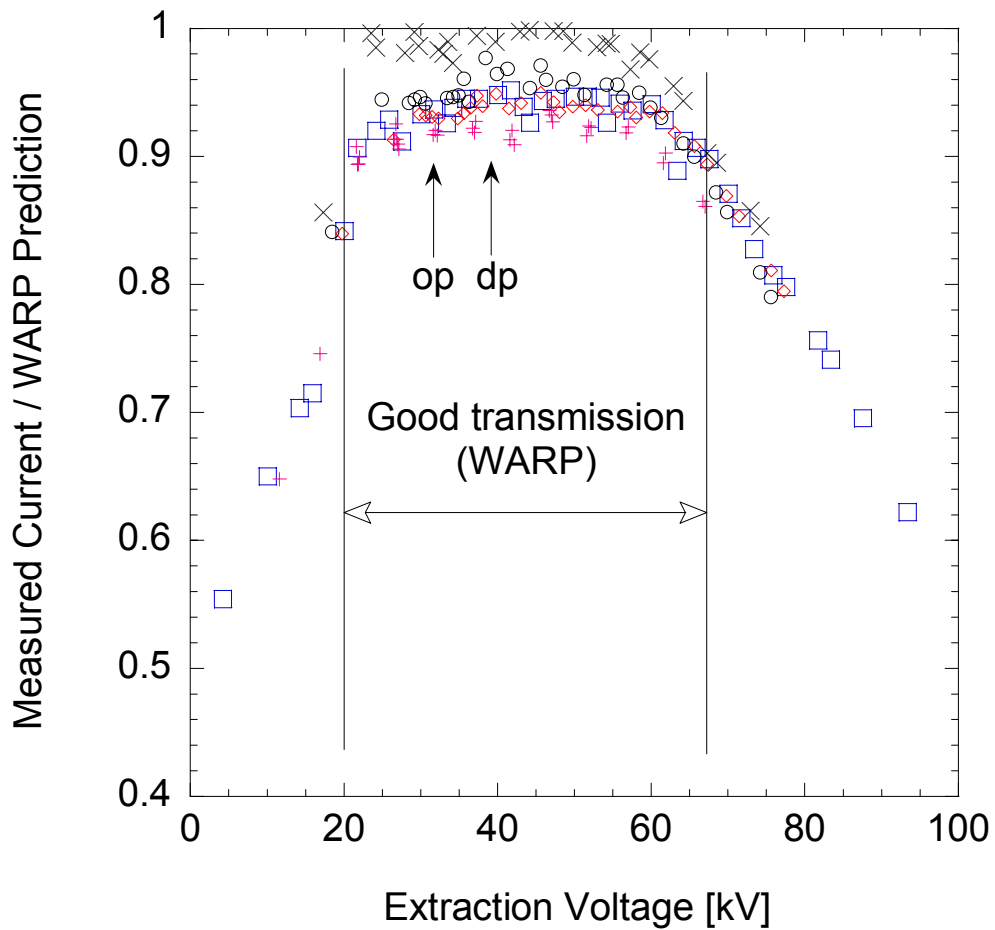 Measured Current / WARP Prediction
1
0.9
0.8
0.7
0.6
0.5
0.4
op dp
Good transmission
(WARP)
0 20 40 60 80 100
Extraction Voltage [kV]